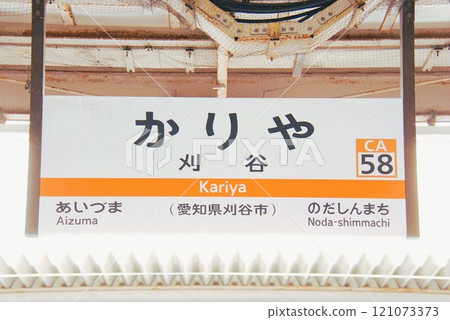 かりや
刈谷
CA
58
Kariya
あいづま
Aizuma
(愛知県刈谷市)
のだしんまち
Noda-shimmachi
PIXTA
121073373